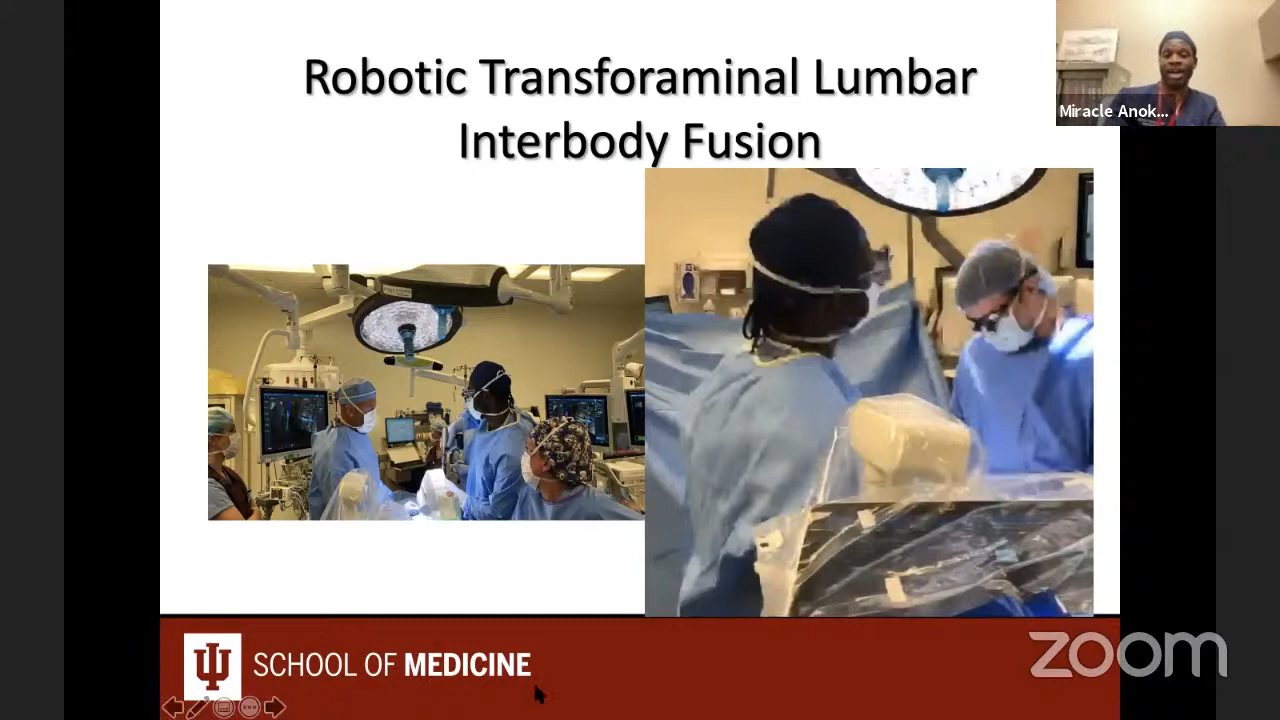 Robotic Transforaminal Lumbar
Interbody Fusion
Miracle Anok...
SCHOOL OF MEDICINE
zoom